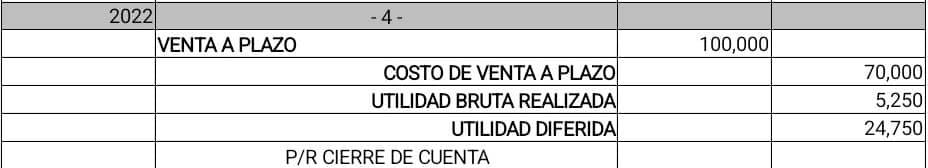 2022 - 4 -
VENTA A PLAZO 100,000
COSTO DE VENTA A PLAZO 70,000
UTILIDAD BRUTA REALIZADA 5,250
UTILIDAD DIFERIDA 24,750
P/R CIERRE DE CUENTA